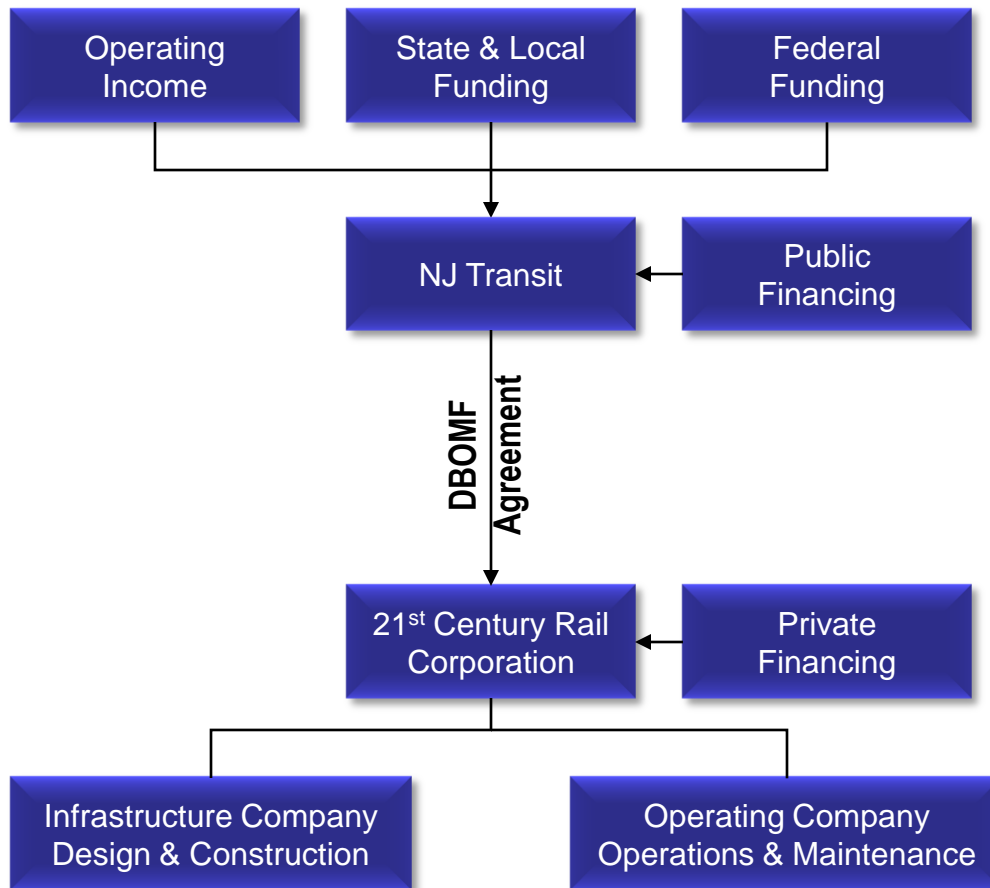 Operating
Income
State & Local
Funding
Federal
Funding
NJ Transit
Public
Financing
DBOMF
Agreement
21st Century Rail
Corporation
Private
Financing
Infrastructure Company
Design & Construction
Operating Company
Operations & Maintenance